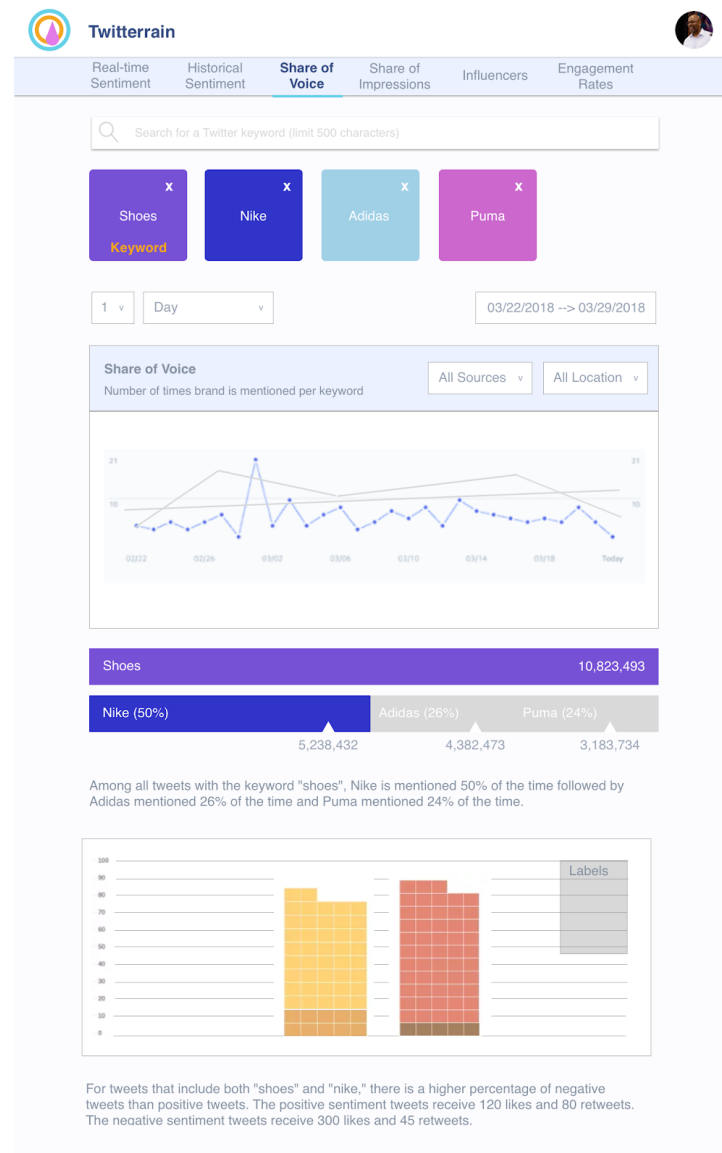 Twitterrain
Real-time Sentiment
Historical Sentiment
Share of Voice
Share of Impressions
Influencers
Engagement Rates
Search for a Twitter keyword (limit 500 characters)
x
x
x
x
Shoes
Nike
Adidas
Puma
Keyword
1 v
Day v
03/22/2018 --> 03/29/2018
Share of Voice
Number of times brand is mentioned per keyword
All Sources v
All Location v
21
21
10
10
02/22
02/26
03/02
03/06
03/10
03/14
03/18
Today
Shoes
10,823,493
Nike (50%)
Adidas (26%)
Puma (24%)
5,238,432
4,382,473
3,183,734
Among all tweets with the keyword "shoes", Nike is mentioned 50% of the time followed by
Adidas mentioned 26% of the time and Puma mentioned 24% of the time.
100
90
80
70
60
50
40
30
20
10
0
Labels
For tweets that include both "shoes" and "nike," there is a higher percentage of negative
tweets than positive tweets. The positive sentiment tweets receive 120 likes and 80 retweets.
The negative sentiment tweets receive 300 likes and 45 retweets.